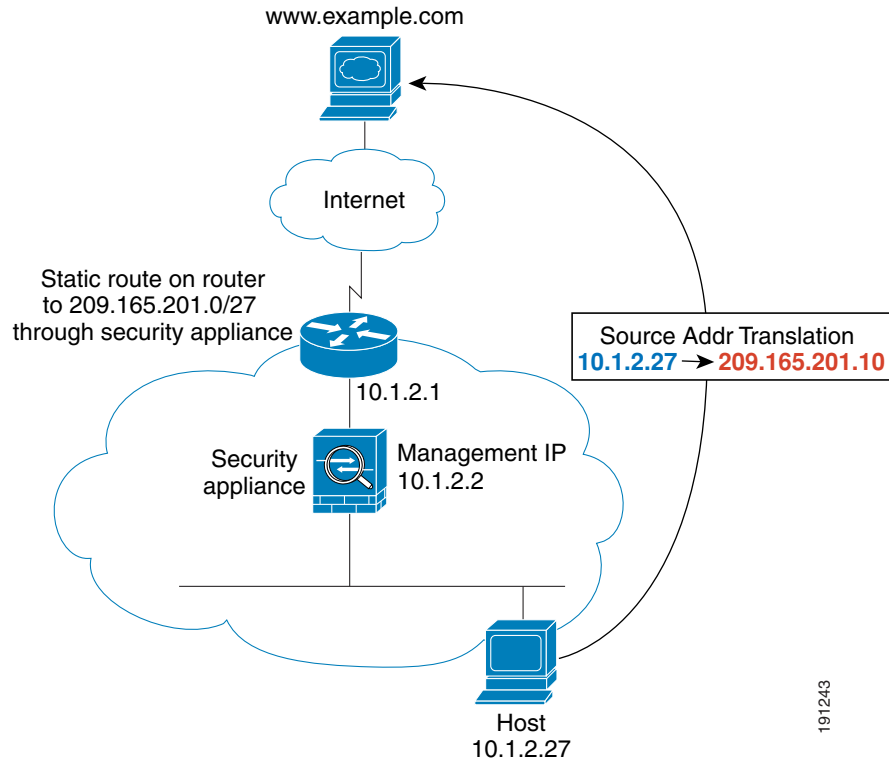 www.example.com
Internet
Static route on router
to 209.165.201.0/27
through security appliance
Source Addr Translation
10.1.2.27 → 209.165.201.10
10.1.2.1
Security
appliance
Management IP
10.1.2.2
Host
10.1.2.27
191243